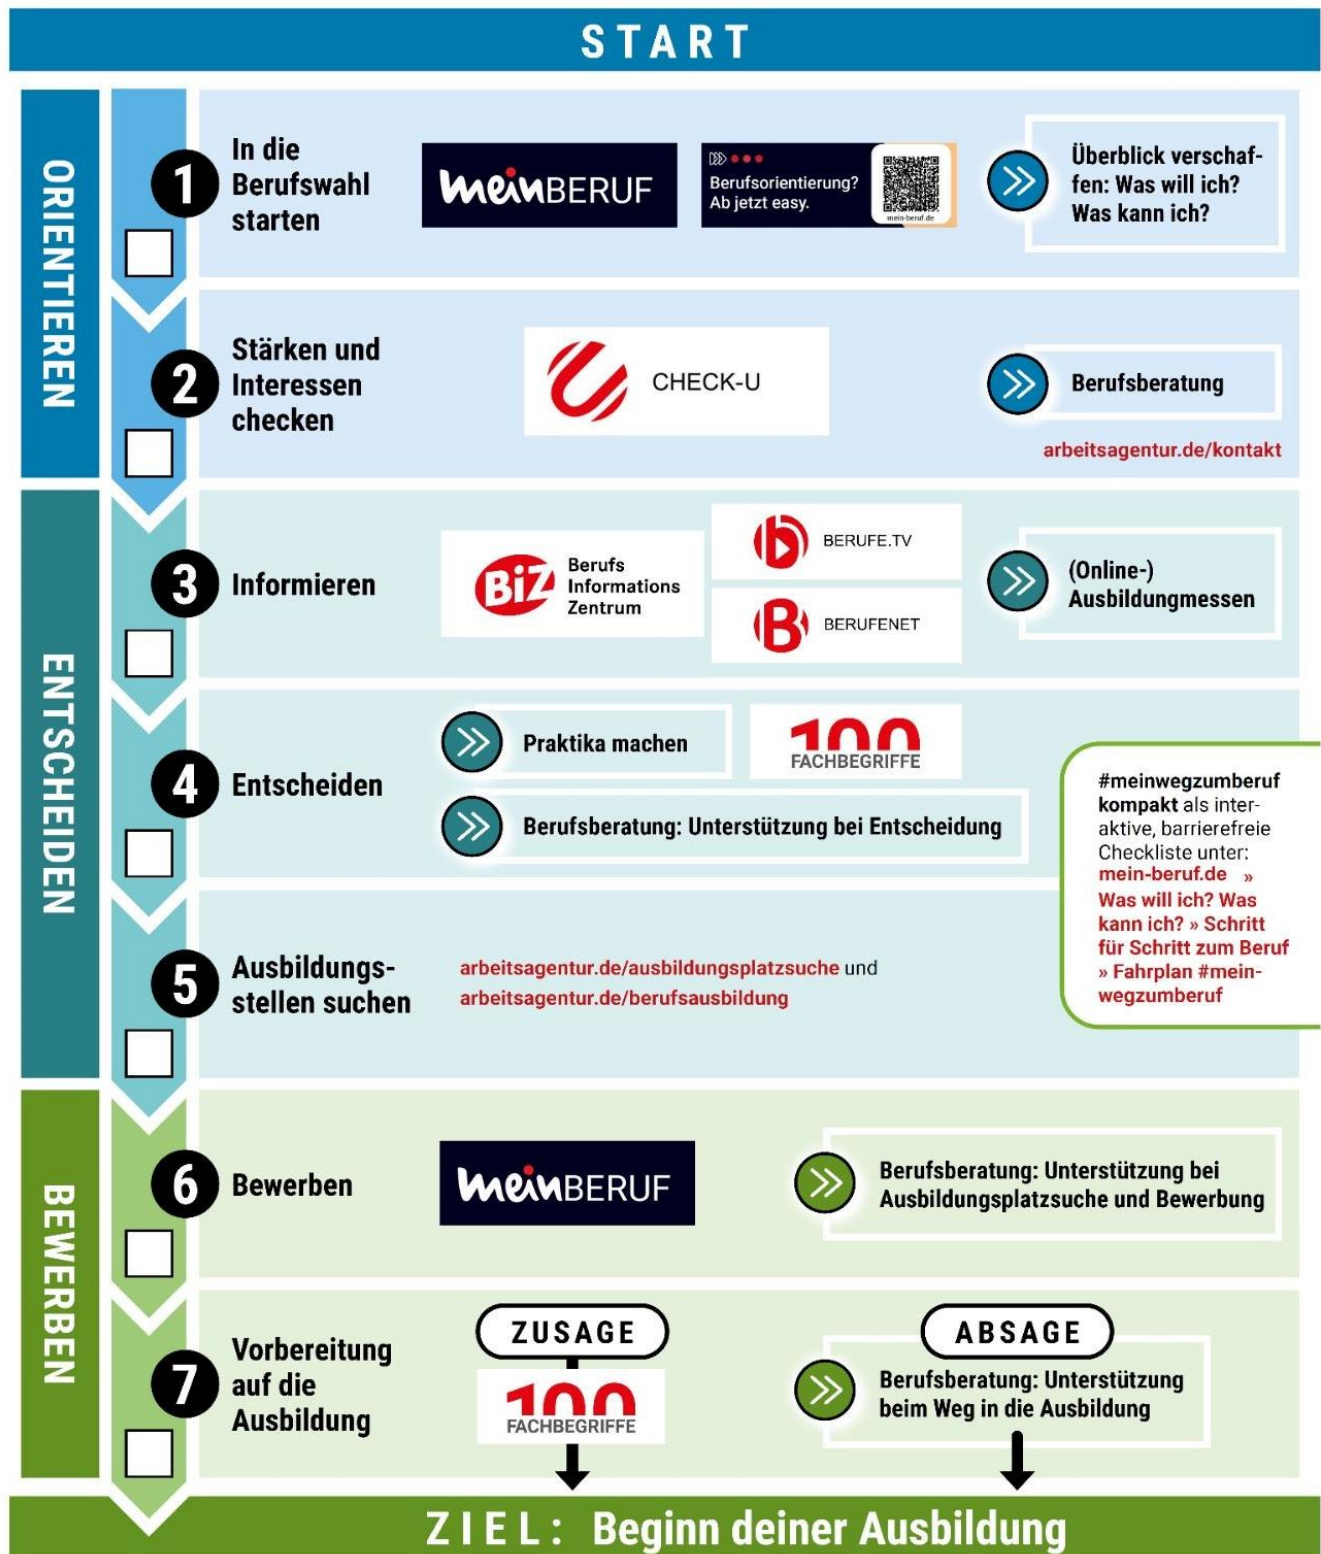 START
ORIENTIEREN
1
In die
Berufswahl
starten
meinBERUF
Berufsorientierung?
Ab jetzt easy.
mein-beruf.de
Überblick verschaf-
fen: Was will ich?
Was kann ich?
2
Stärken und
Interessen
checken
CHECK-U
Berufsberatung
arbeitsagentur.de/kontakt
ENTSCHEIDEN
3
Informieren
BiZ
Berufs
Informations
Zentrum
BERUFE.TV
BERUFENET
(Online-)
Ausbildungmessen
4
Entscheiden
Praktika machen
100
FACHBEGRIFFE
Berufsberatung: Unterstützung bei Entscheidung
#meinwegzumberuf
kompakt als inter-
aktive, barrierefreie
Checkliste unter:
mein-beruf.de »
Was will ich? Was
kann ich? » Schritt
für Schritt zum Beruf
» Fahrplan #mein-
wegzumberuf
5
Ausbildungs-
stellen suchen
arbeitsagentur.de/ausbildungsplatzsuche und
arbeitsagentur.de/berufsausbildung
BEWERBEN
6
Bewerben
meinBERUF
Berufsberatung: Unterstützung bei
Ausbildungsplatzsuche und Bewerbung
7
Vorbereitung
auf die
Ausbildung
ZUSAGE
100
FACHBEGRIFFE
ABSAGE
Berufsberatung: Unterstützung
beim Weg in die Ausbildung
ZIEL: Beginn deiner Ausbildung